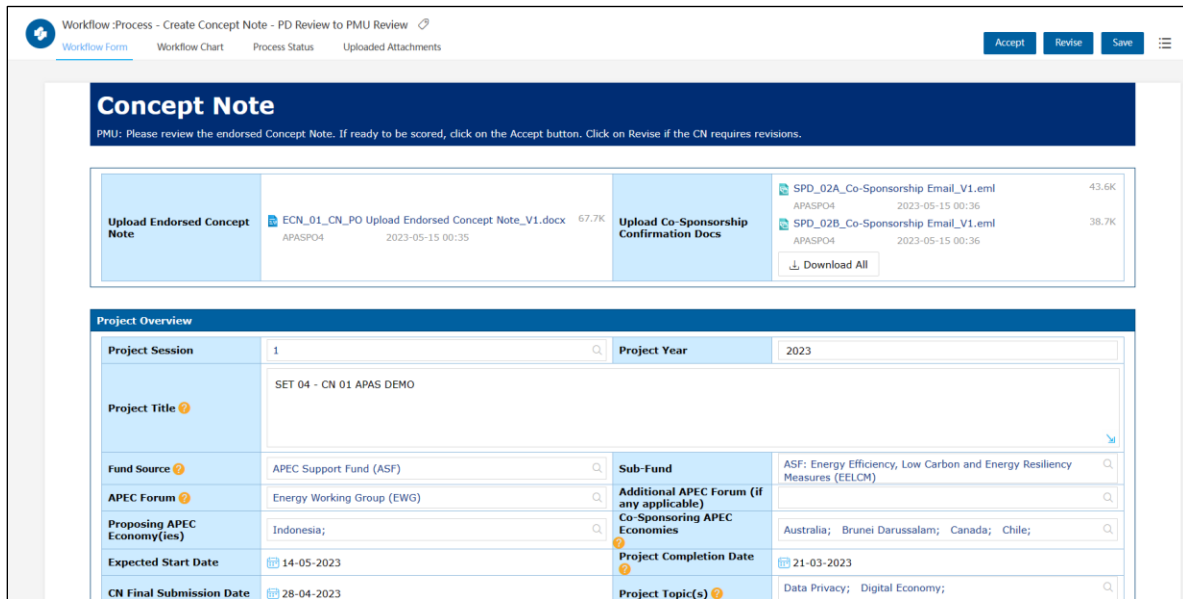 Workflow :Process - Create Concept Note - PD Review to PMU Review
Workflow Form Workflow Chart Process Status Uploaded Attachments
Accept Revise Save
Concept Note
PMU: Please review the endorsed Concept Note. If ready to be scored, click on the Accept button. Click on Revise if the CN requires revisions.
Upload Endorsed Concept
Note
ECN_01_CN_PO Upload Endorsed Concept Note_V1.docx 67.7K
APASPO4 2023-05-15 00:35
Upload Co-Sponsorship
Confirmation Docs
SPD_02A_Co-Sponsorship Email_V1.eml 43.6K
APASPO4 2023-05-15 00:36
SPD_02B_Co-Sponsorship Email_V1.eml 38.7K
APASPO4 2023-05-15 00:36
Download All
Project Overview
Project Session 1 Project Year 2023
Project Title ? SET 04 - CN 01 APAS DEMO
Fund Source ? APEC Support Fund (ASF) Sub-Fund
ASF: Energy Efficiency, Low Carbon and Energy Resiliency
Measures (EELCM)
APEC Forum ? Energy Working Group (EWG)
Additional APEC Forum (if
any applicable)
Proposing APEC
Economy(ies)
Indonesia;
Co-Sponsoring APEC
Economies
?
Australia; Brunei Darussalam; Canada; Chile;
Expected Start Date 14-05-2023
Project Completion Date
?
21-03-2023
CN Final Submission Date 28-04-2023 Project Topic(s) ? Data Privacy; Digital Economy;